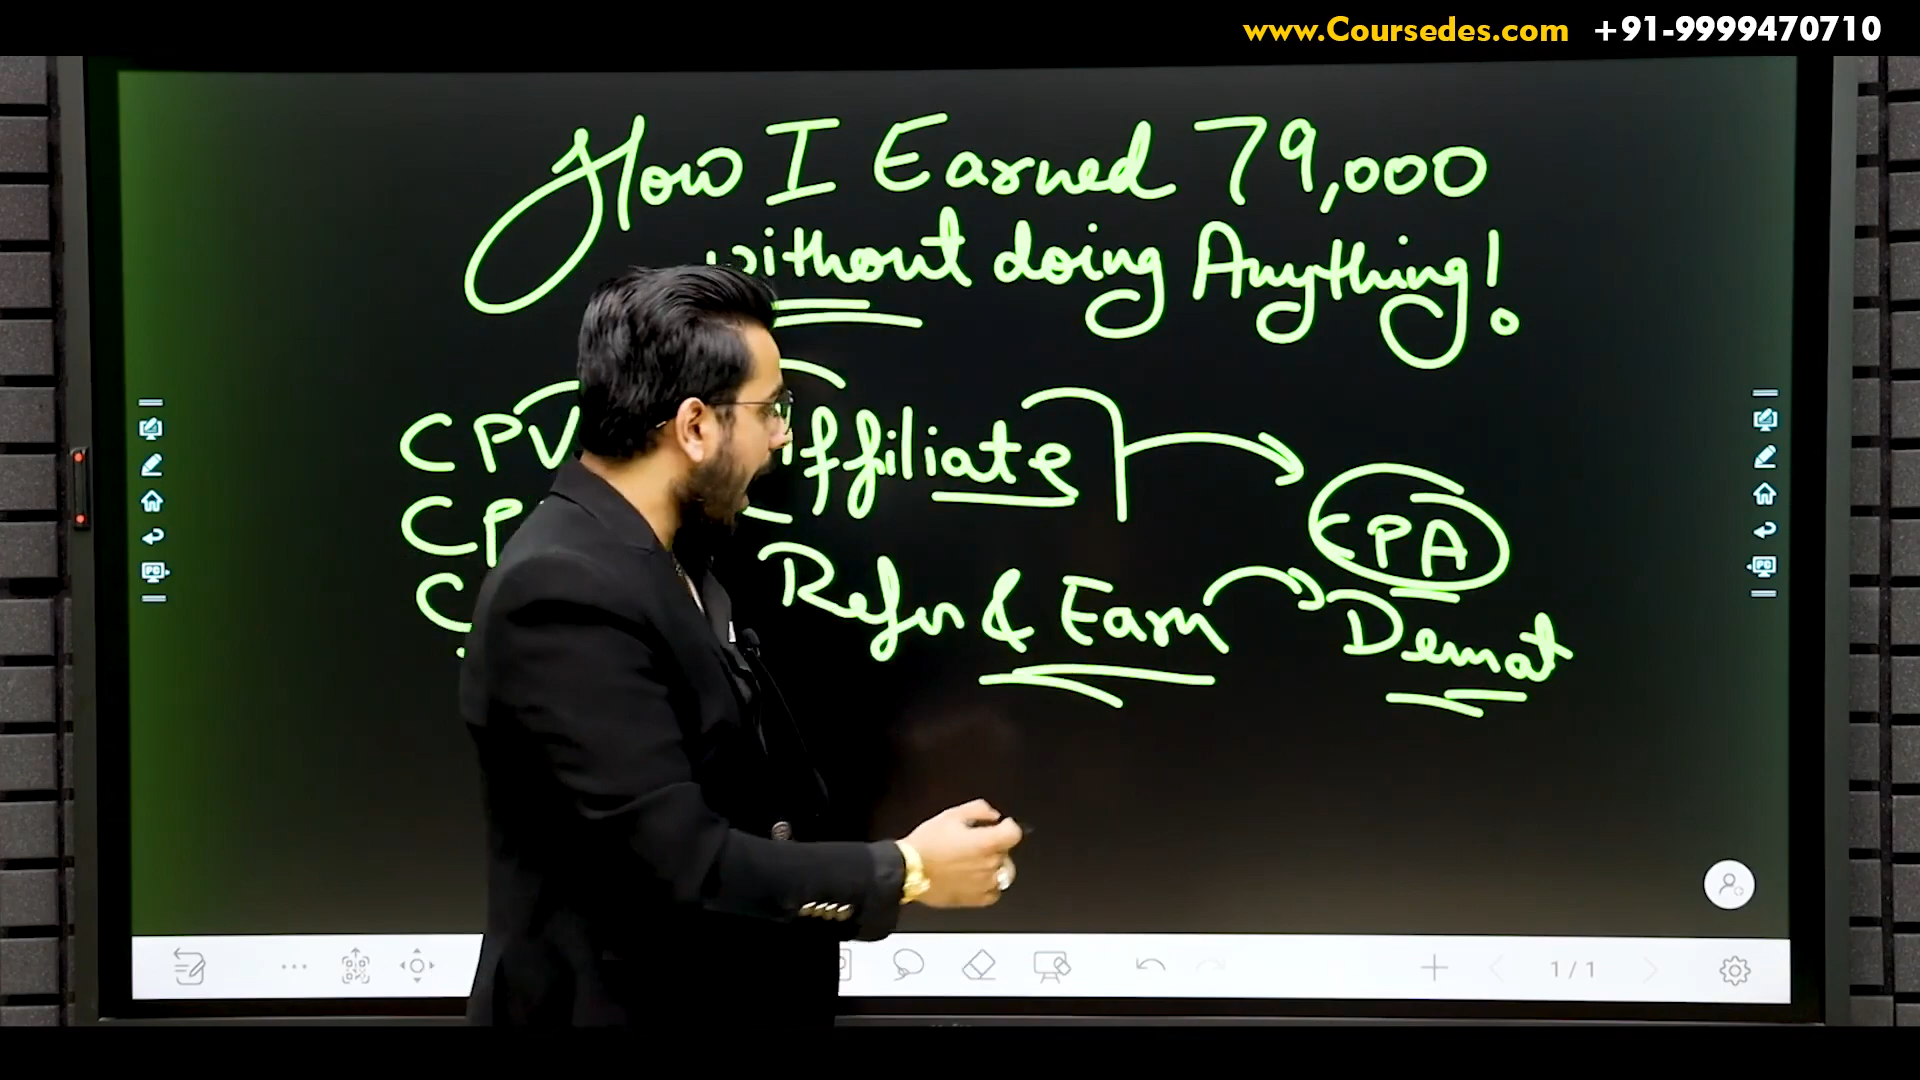 www.Coursedes.com +91-9999470710
How I Earned 79,000
without doing Anything!
CPV
Affiliate
CPA
Refer & Earn
Demat
1/1